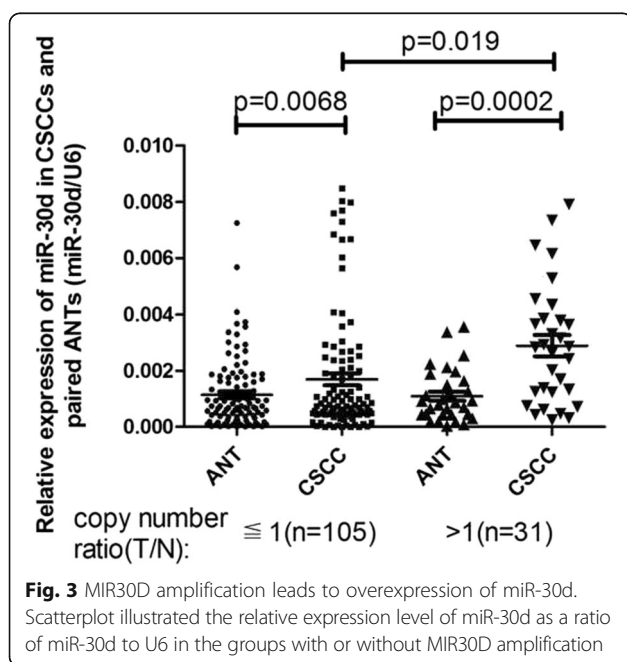 p=0.019
p=0.0068
p=0.0002
Relative expression of miR-30d in CSCCs and
paired ANTs (miR-30d/U6)
0.010
0.008
0.006
0.004
0.002
0.000
ANT
CSCC
ANT
CSCC
copy number
ratio(T/N): ≦ 1(n=105) >1(n=31)
Fig. 3 MIR30D amplification leads to overexpression of miR-30d.
Scatterplot illustrated the relative expression level of miR-30d as a ratio
of miR-30d to U6 in the groups with or without MIR30D amplification